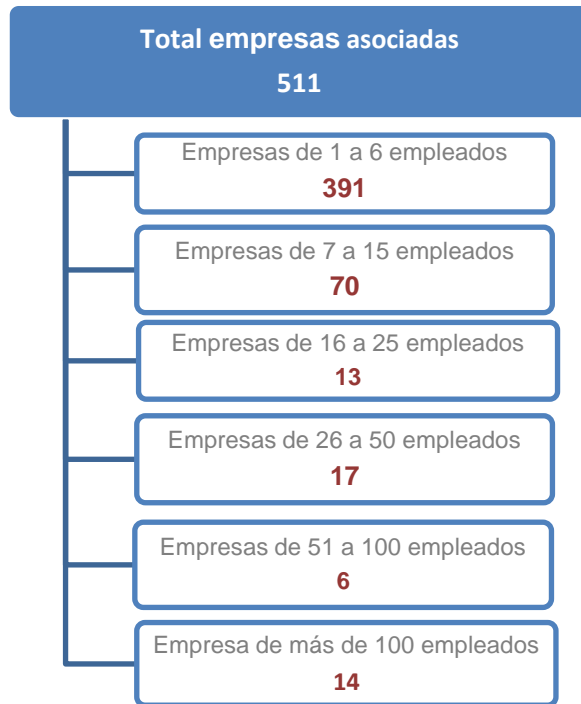 Total empresas asociadas
511
Empresas de 1 a 6 empleados
391
Empresas de 7 a 15 empleados
70
Empresas de 16 a 25 empleados
13
Empresas de 26 a 50 empleados
17
Empresas de 51 a 100 empleados
6
Empresa de más de 100 empleados
14